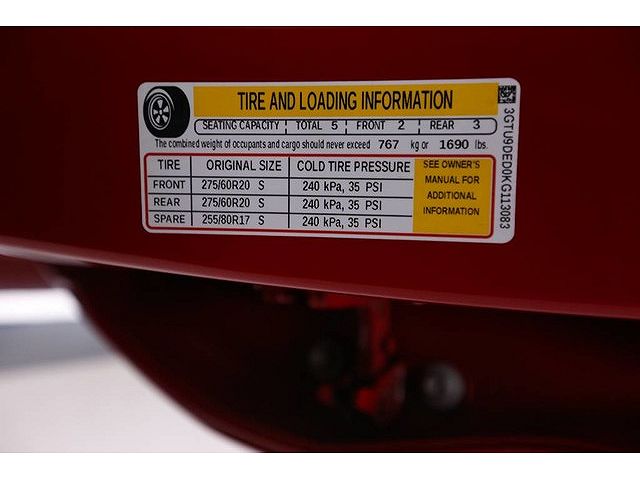 TIRE AND LOADING INFORMATION
SEATING CAPACITY TOTAL 5 FRONT 2 REAR 3
The combined weight of occupants and cargo should never exceed 767 kg or 1690 lbs.
TIRE ORIGINAL SIZE COLD TIRE PRESSURE
FRONT 275/60R20 S 240 kPa, 35 PSI
REAR 275/60R20 S 240 kPa, 35 PSI
SPARE 255/80R17 S 240 kPa, 35 PSI
SEE OWNER'S
MANUAL FOR
ADDITIONAL
INFORMATION
3GTU9DED0KG113083